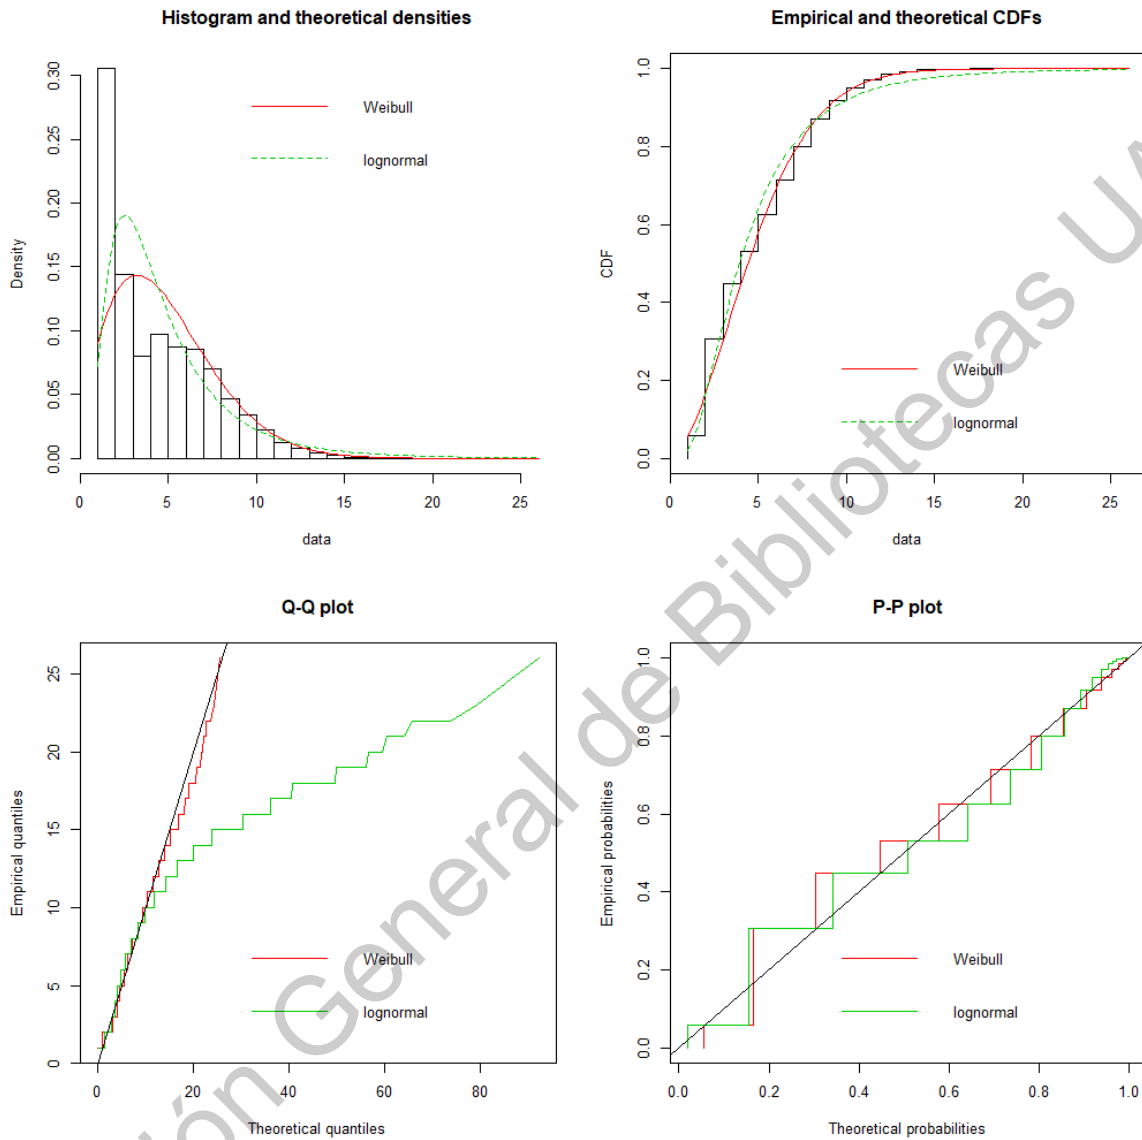 Histogram and theoretical densities
Density
0.00 0.05 0.10 0.15 0.20 0.25 0.30
Weibull
lognormal
0 5 10 15 20 25
data
Empirical and theoretical CDFs
CDF
0.0 0.2 0.4 0.6 0.8 1.0
Weibull
lognormal
0 5 10 15 20 25
data
Q-Q plot
Empirical quantiles
0 5 10 15 20 25
Weibull
lognormal
0 20 40 60 80
Theoretical quantiles
P-P plot
Empirical probabilities
0.0 0.2 0.4 0.6 0.8 1.0
Weibull
lognormal
0.0 0.2 0.4 0.6 0.8 1.0
Theoretical probabilities
General de Bibliotecas